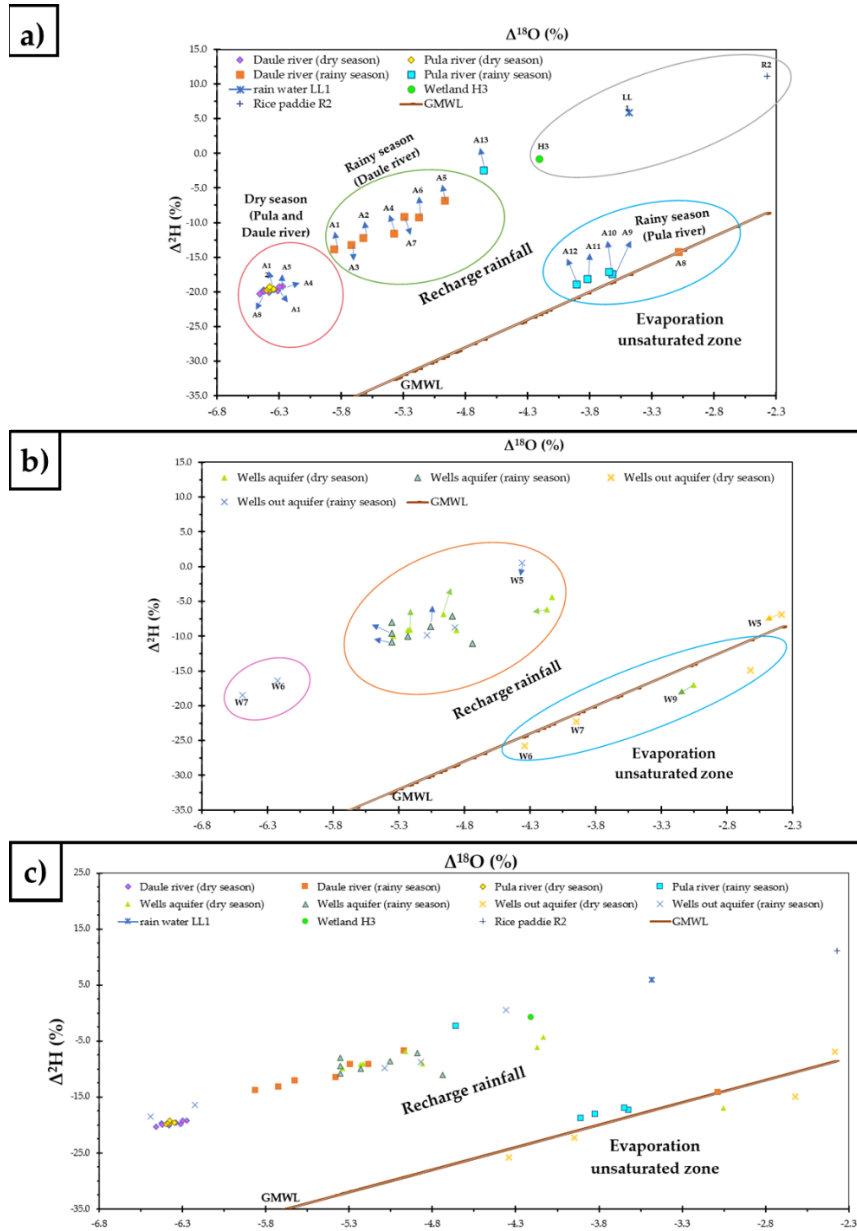 a)
Δ¹⁸O (%)
Daule river (dry season)
Pula river (dry season)
Daule river (rainy season)
Pula river (rainy season)
rain water LL1
Wetland H3
Rice paddie R2
GMWL
Δ²H (%)
15.0
10.0
5.0
0.0
-5.0
-10.0
-15.0
-20.0
-25.0
-30.0
-35.0
-6.8
-6.3
-5.8
-5.3
-4.8
-4.3
-3.8
-3.3
-2.8
-2.3
R2
LL
1
H3
A13
Rainy season
(Daule river)
A5
A6
A4
A2
A1
A3
A7
Dry season
(Pula and
Daule river)
A1
2
A5
A4
A8
A1
Recharge rainfall
Rainy season
(Pula river)
A10
A9
A11
A12
A8
Evaporation
unsaturated zone
GMWL
b)
Δ¹⁸O (%)
Wells aquifer (dry season)
Wells aquifer (rainy season)
Wells out aquifer (dry season)
Wells out aquifer (rainy season)
GMWL
Δ²H (%)
15.0
10.0
5.0
0.0
-5.0
-10.0
-15.0
-20.0
-25.0
-30.0
-35.0
-6.8
-6.3
-5.8
-5.3
-4.8
-4.3
-3.8
-3.3
-2.8
-2.3
W5
W5
W6
W7
Recharge rainfall
W9
W7
W6
Evaporation
unsaturated zone
GMWL
c)
Δ¹⁸O (%)
Daule river (dry season)
Daule river (rainy season)
Pula river (dry season)
Pula river (rainy season)
Wells aquifer (dry season)
Wells aquifer (rainy season)
Wells out aquifer (dry season)
Wells out aquifer (rainy season)
rain water LL1
Wetland H3
Rice paddie R2
GMWL
Δ²H (%)
25.0
15.0
5.0
-5.0
-15.0
-25.0
-35.0
-6.8
-6.3
-5.8
-5.3
-4.8
-4.3
-3.8
-3.3
-2.8
-2.3
Recharge rainfall
Evaporation
unsaturated zone
GMWL